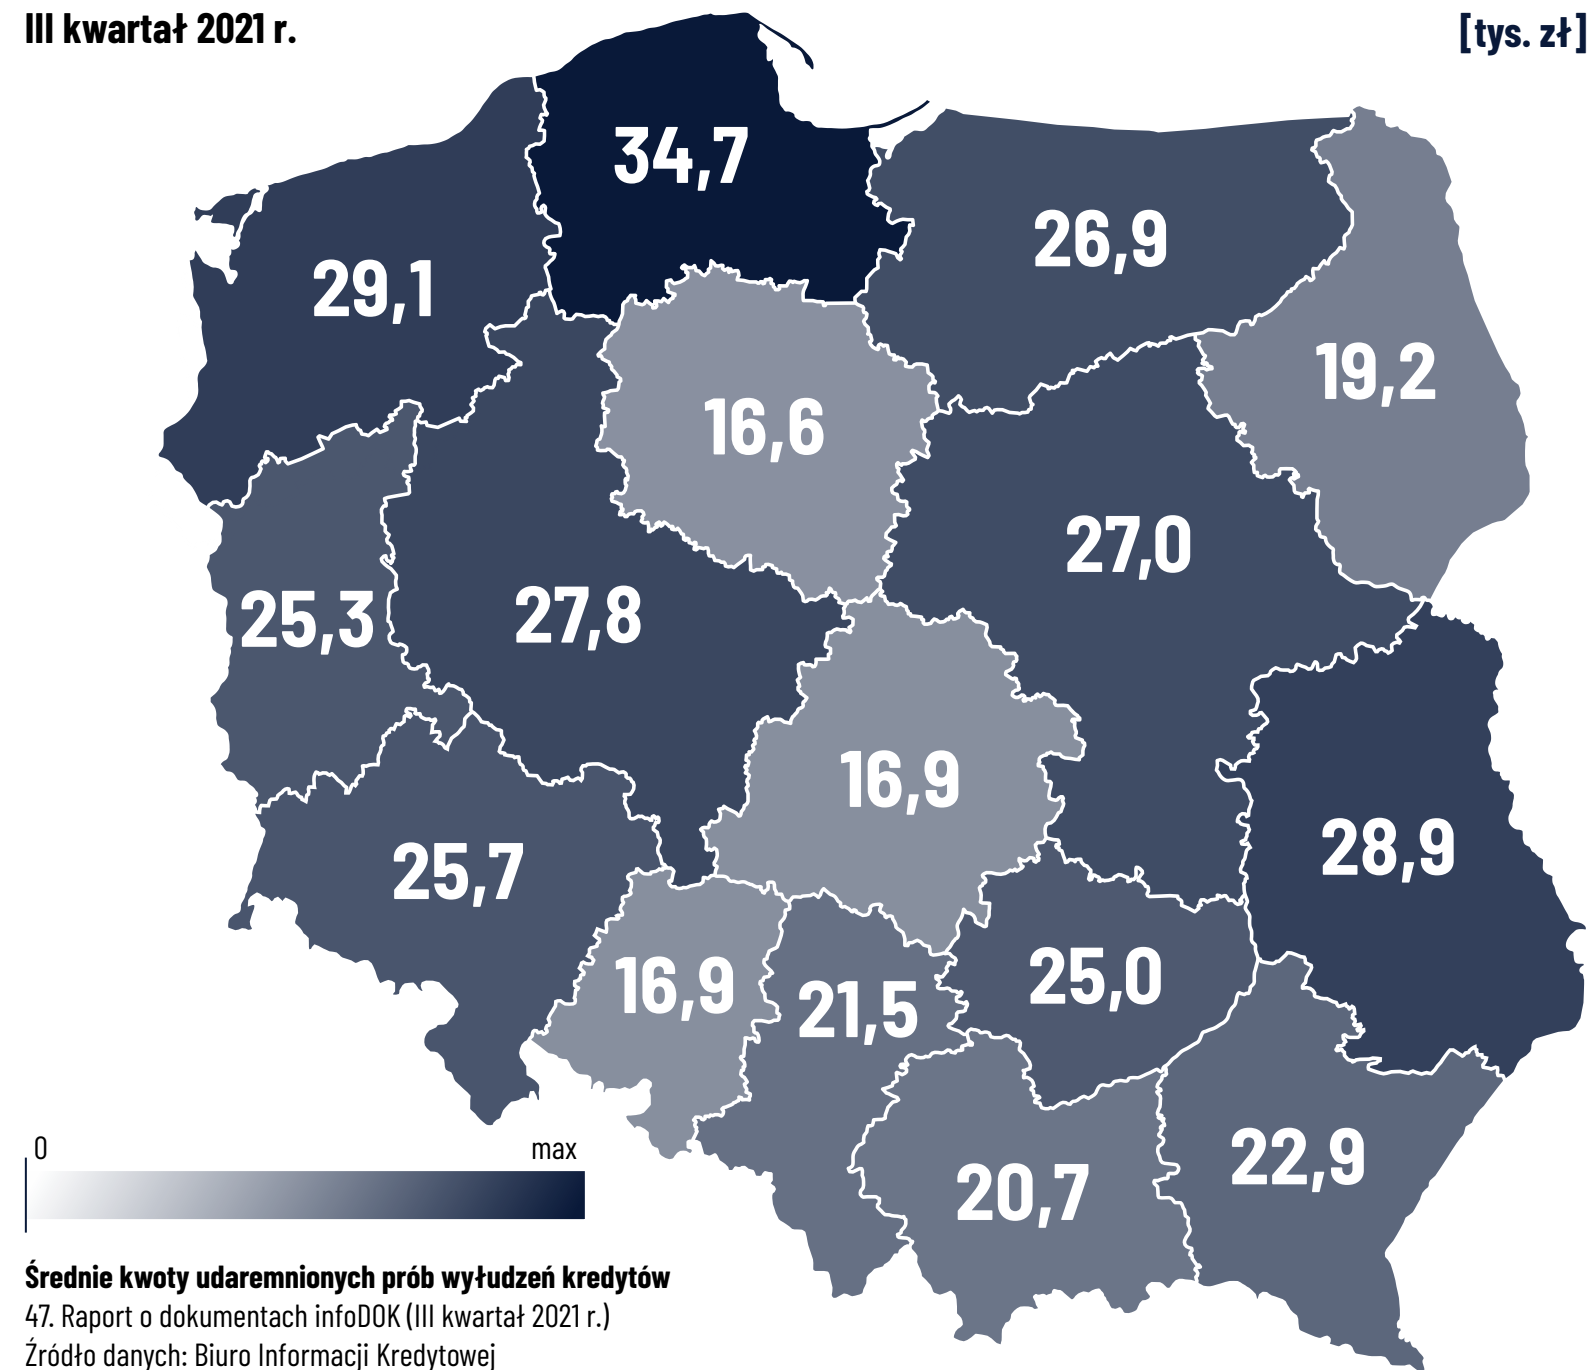 III kwartał 2021 r.
[tys. zł]
34,7
26,9
29,1
19,2
16,6
27,0
25,3
27,8
16,9
28,9
25,7
25,0
16,9
21,5
22,9
20,7
0
max
Średnie kwoty udaremnionych prób wyłudzeń kredytów
47. Raport o dokumentach infoDOK (III kwartał 2021 r.)
Źródło danych: Biuro Informacji Kredytowej